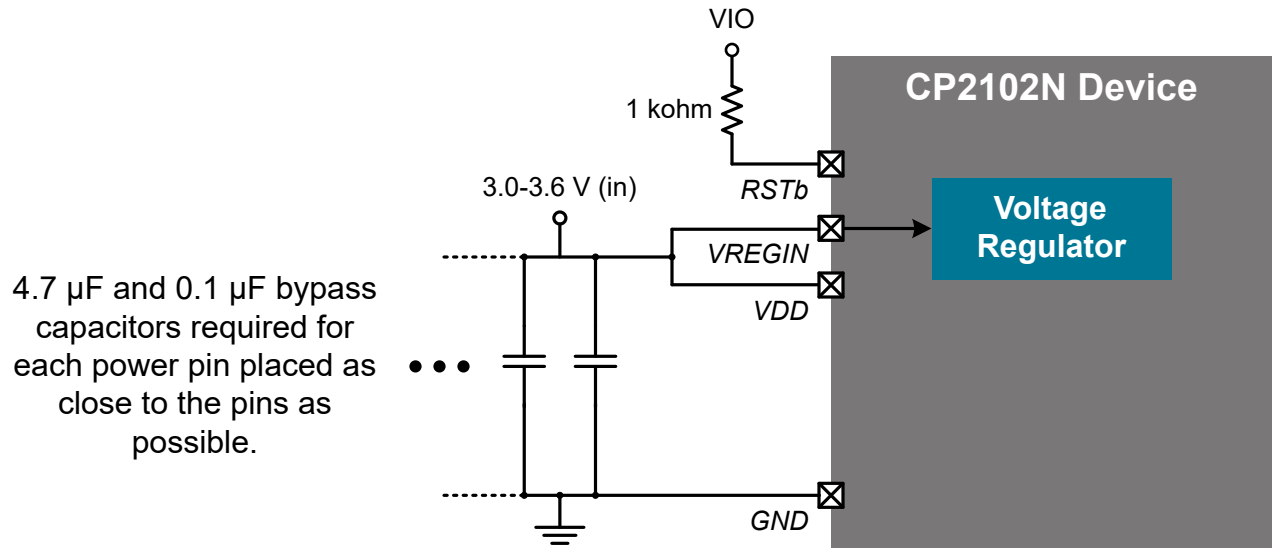 VIO
CP2102N Device
1 kohm
RSTb
3.0-3.6 V (in)
Voltage
Regulator
VREGIN
VDD
4.7 µF and 0.1 µF bypass
capacitors required for
each power pin placed as
close to the pins as
possible.
GND